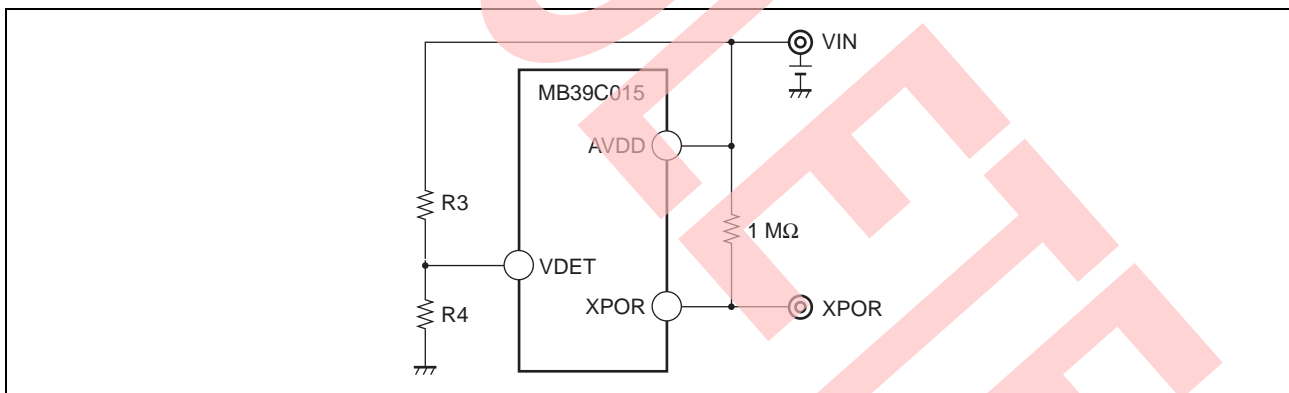 VIN
MB39C015
AVDD
R3
1 MΩ
VDET
XPOR
XPOR
R4